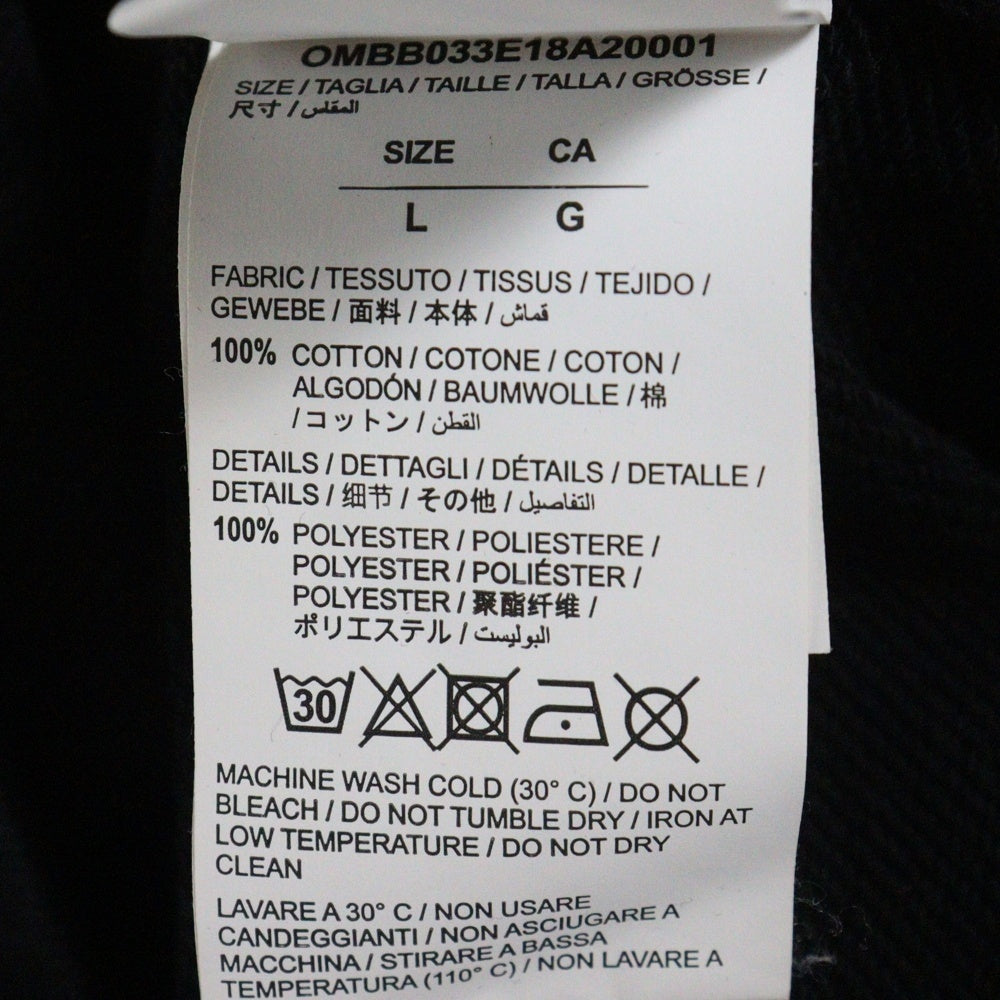 OMBB033E18A20001
SIZE / TAGLIA / TAILLE / TALLA / GRÖSSE /
尺寸 / المقاس
SIZE CA
L G
FABRIC / TESSUTO / TISSUS / TEJIDO /
GEWEBE / 面料 / 本体 / قماش
100% COTTON / COTONE / COTON /
ALGODÓN / BAUMWOLLE / 棉
/ コットン / القطن
DETAILS / DETTAGLI / DÉTAILS / DETALLE /
DETAILS / 细节 / その他 / التفاصيل
100% POLYESTER / POLIESTERE /
POLYESTER / POLIÉSTER /
POLYESTER / 聚酯纤维 /
ポリエステル / البوليست
30
MACHINE WASH COLD (30° C) / DO NOT
BLEACH / DO NOT TUMBLE DRY / IRON AT
LOW TEMPERATURE / DO NOT DRY
CLEAN
LAVARE A 30° C / NON USARE
CANDEGGIANTI / NON ASCIUGARE A
MACCHINA / STIRARE A BASSA
TEMPERATURA (110° C) / NON LAVARE A